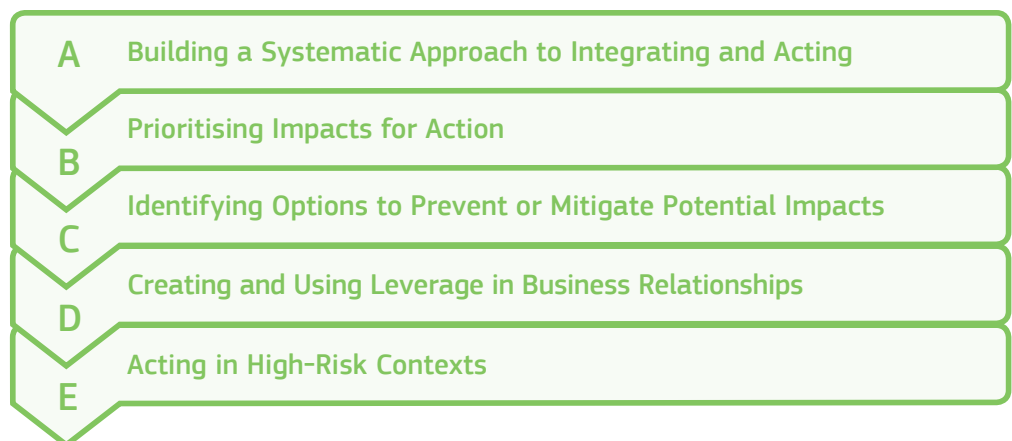 A Building a Systematic Approach to Integrating and Acting
B Prioritising Impacts for Action
C Identifying Options to Prevent or Mitigate Potential Impacts
D Creating and Using Leverage in Business Relationships
E Acting in High-Risk Contexts